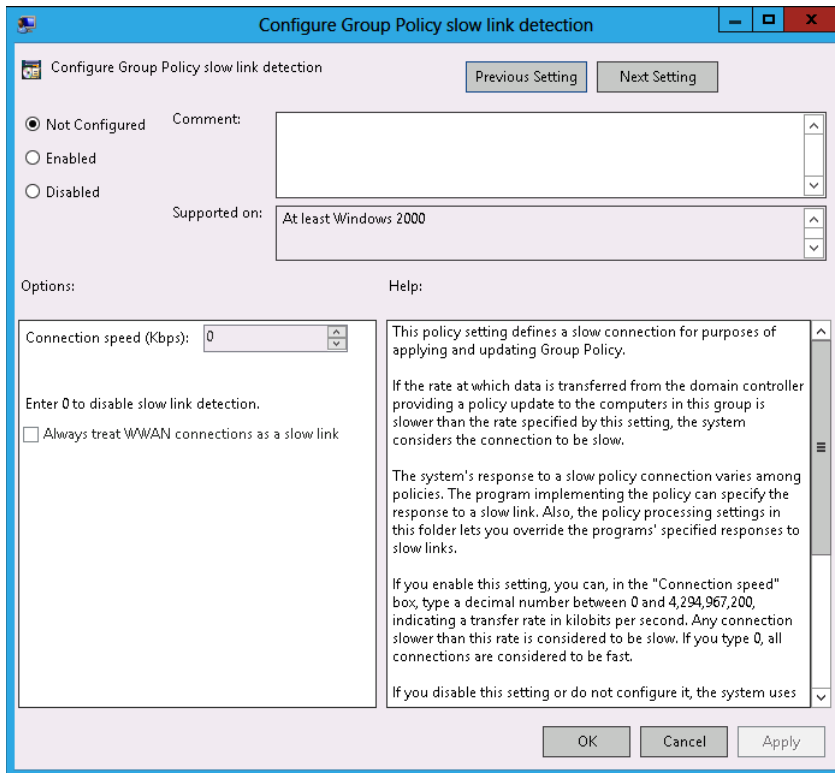 Configure Group Policy slow link detection
Configure Group Policy slow link detection
Previous Setting
Next Setting
Not Configured
Comment:
Enabled
Disabled
Supported on:
At least Windows 2000
Options:
Help:
Connection speed (Kbps):
0
Enter 0 to disable slow link detection.
Always treat WWAN connections as a slow link
This policy setting defines a slow connection for purposes of
applying and updating Group Policy.
If the rate at which data is transferred from the domain controller
providing a policy update to the computers in this group is
slower than the rate specified by this setting, the system
considers the connection to be slow.
The system's response to a slow policy connection varies among
policies. The program implementing the policy can specify the
response to a slow link. Also, the policy processing settings in
this folder lets you override the programs' specified responses to
slow links.
If you enable this setting, you can, in the "Connection speed"
box, type a decimal number between 0 and 4,294,967,200,
indicating a transfer rate in kilobits per second. Any connection
slower than this rate is considered to be slow. If you type 0, all
connections are considered to be fast.
If you disable this setting or do not configure it, the system uses
OK
Cancel
Apply